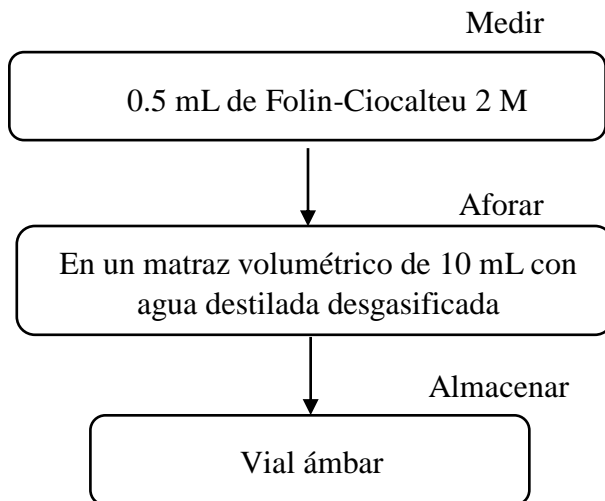 Medir
0.5 mL de Folin-Ciocalteu 2 M
Aforar
En un matraz volumétrico de 10 mL con
agua destilada desgasificada
Almacenar
Vial ámbar